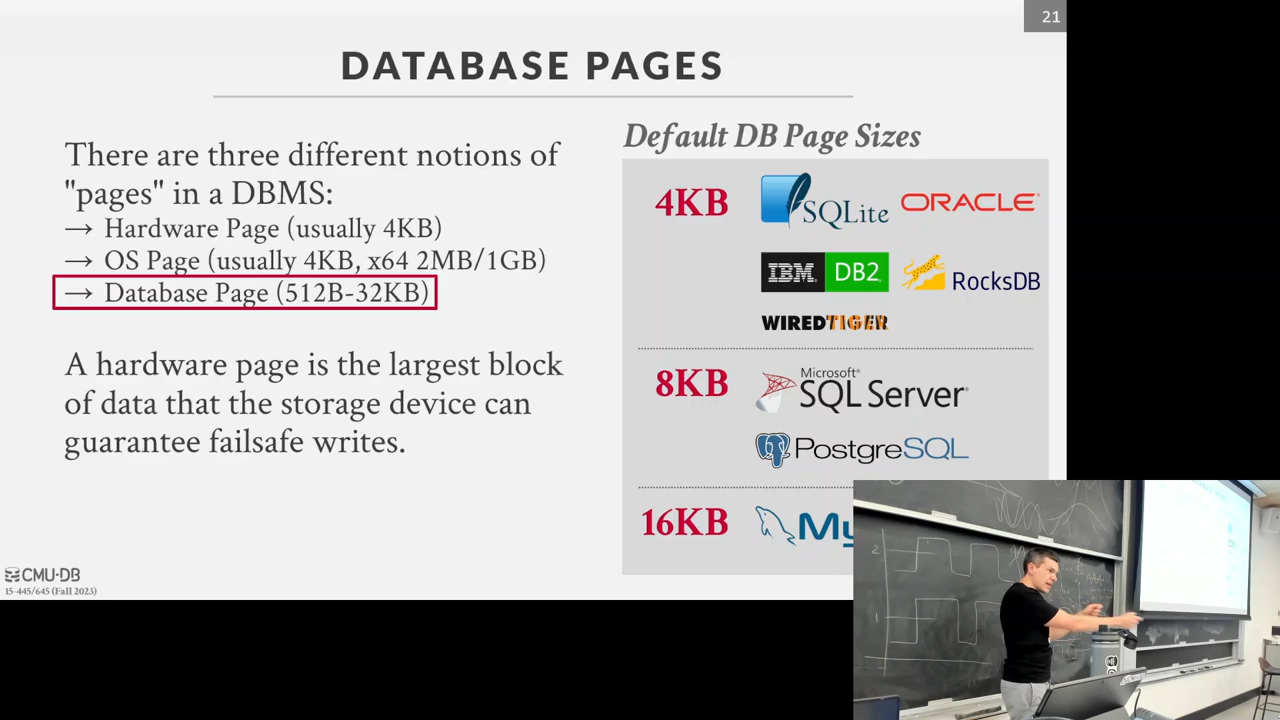 21
DATABASE PAGES
There are three different notions of
"pages" in a DBMS:
→ Hardware Page (usually 4KB)
→ OS Page (usually 4KB, x64 2MB/1GB)
→ Database Page (512B-32KB)
A hardware page is the largest block
of data that the storage device can
guarantee failsafe writes.
Default DB Page Sizes
4KB
SQLite
ORACLE
IBM DB2
RocksDB
WIREDTIGER
8KB
Microsoft®
SQL Server®
PostgreSQL
16KB
My
CMU·DB
15-445/645 (Fall 2023)
2
1